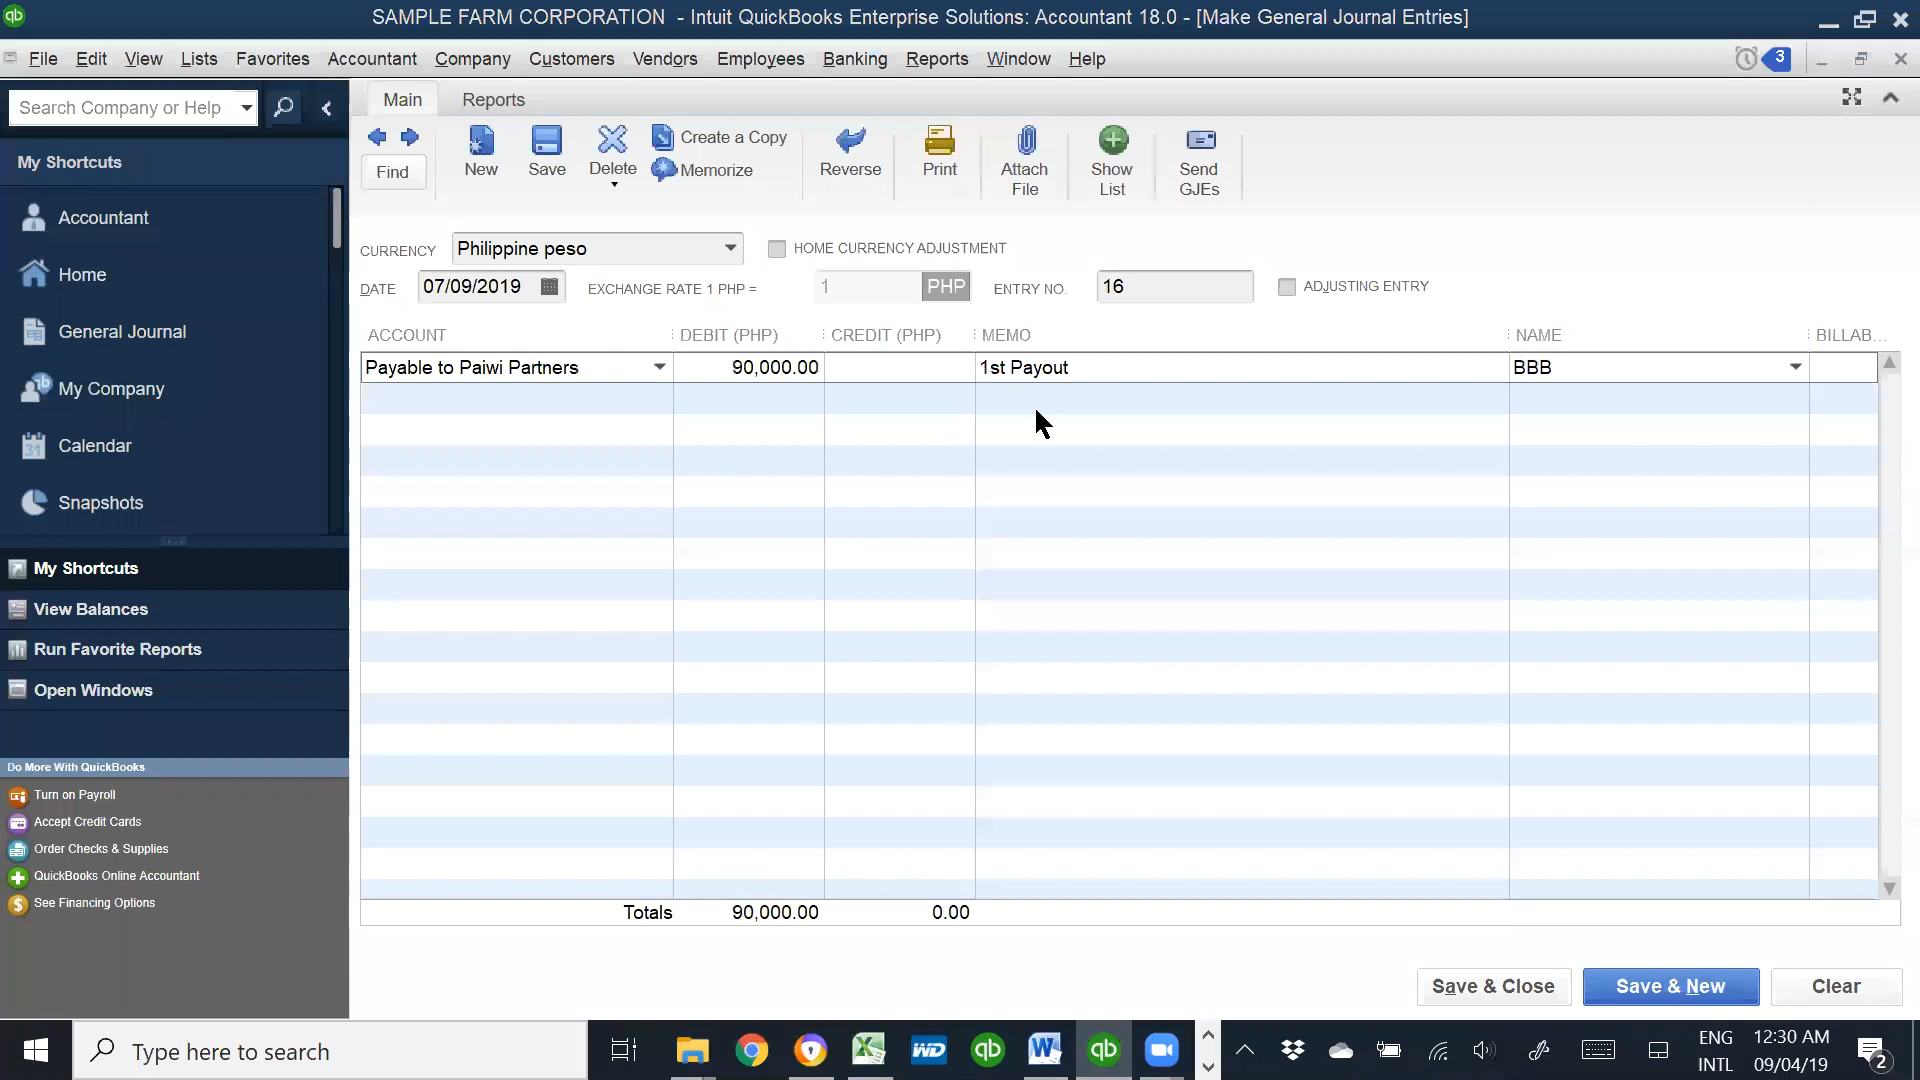 SAMPLE FARM CORPORATION - Intuit QuickBooks Enterprise Solutions: Accountant 18.0 - [Make General Journal Entries]
File Edit View Lists Favorites Accountant Company Customers Vendors Employees Banking Reports Window Help 3
Search Company or Help
My Shortcuts
Accountant
Home
General Journal
My Company
Calendar
Snapshots
My Shortcuts
View Balances
Run Favorite Reports
Open Windows
Do More With QuickBooks
Turn on Payroll
Accept Credit Cards
Order Checks & Supplies
QuickBooks Online Accountant
See Financing Options
Main Reports
Find
New
Save
Delete
Create a Copy
Memorize
Reverse
Print
Attach File
Show List
Send GJEs
CURRENCY Philippine peso HOME CURRENCY ADJUSTMENT
DATE 07/09/2019 EXCHANGE RATE 1 PHP = 1 PHP ENTRY NO. 16 ADJUSTING ENTRY
ACCOUNT DEBIT (PHP) CREDIT (PHP) MEMO NAME BILLAB...
Payable to Paiwi Partners 90,000.00 1st Payout BBB
Totals 90,000.00 0.00
Save & Close Save & New Clear
Type here to search
ENG
INTL
12:30 AM
09/04/19
2